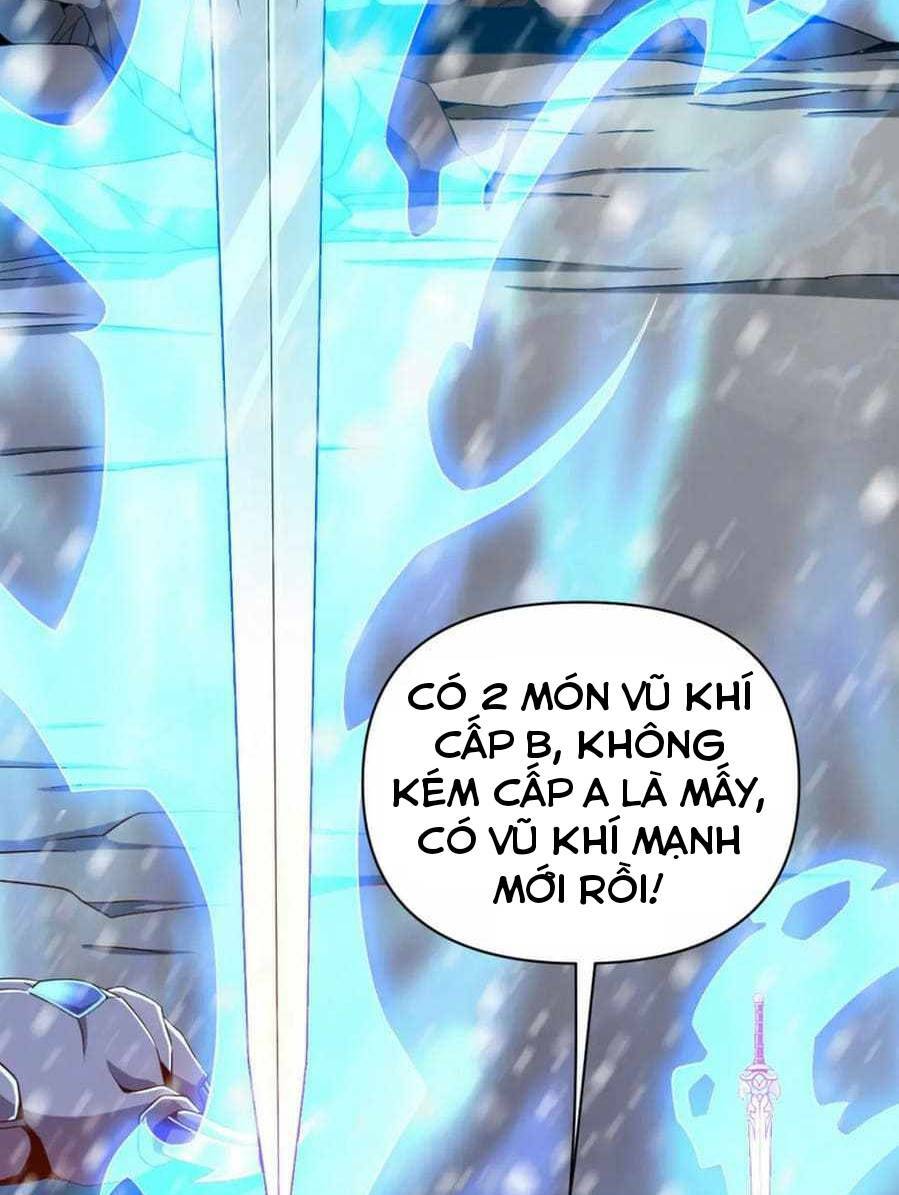 CÓ 2 MÓN VŨ KHÍ
CẤP B, KHÔNG
KÉM CẤP A LÀ MẤY,
CÓ VŨ KHÍ MẠNH
MỚI RỒI!